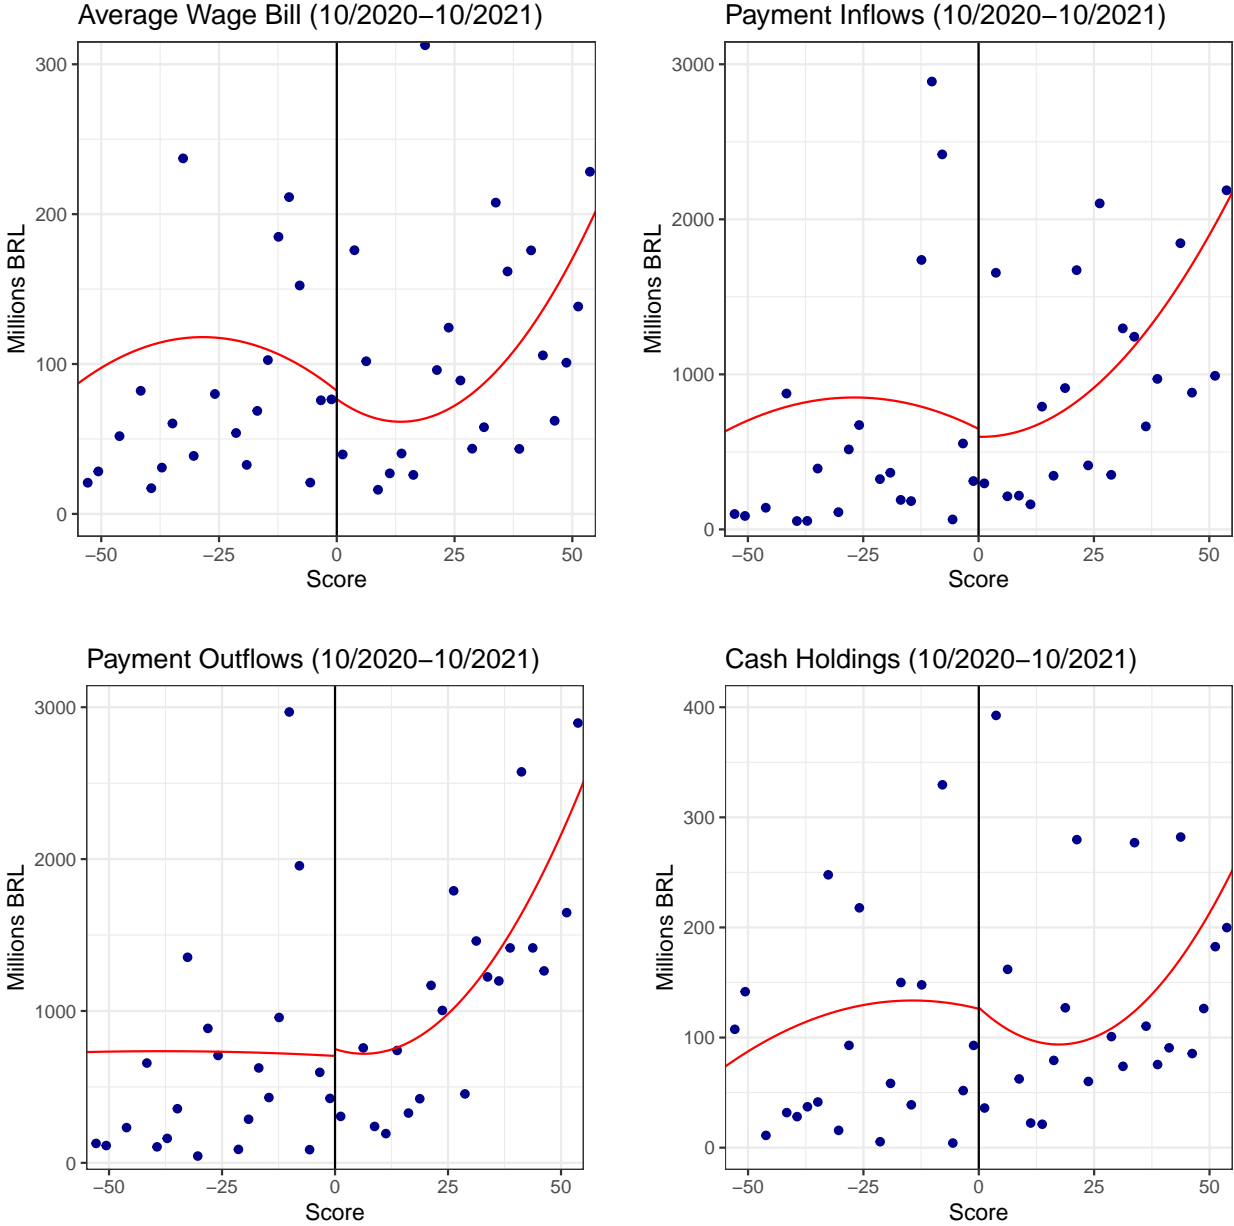 Average Wage Bill (10/2020−10/2021)
Millions BRL
300
200
100
0
−50 −25 0 25 50
Score
Payment Inflows (10/2020−10/2021)
Millions BRL
3000
2000
1000
0
−50 −25 0 25 50
Score
Payment Outflows (10/2020−10/2021)
Millions BRL
3000
2000
1000
0
−50 −25 0 25 50
Score
Cash Holdings (10/2020−10/2021)
Millions BRL
400
300
200
100
0
−50 −25 0 25 50
Score